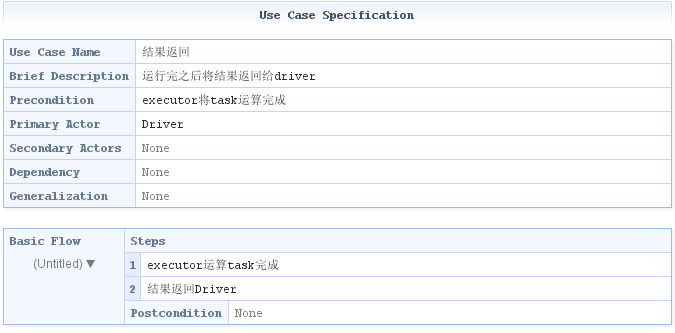 Use Case Specification
Use Case Name 结果返回
Brief Description 运行完之后将结果返回给driver
Precondition executor将task运算完成
Primary Actor Driver
Secondary Actors None
Dependency None
Generalization None
Basic Flow Steps
(Untitled) ▼
1 executor运算task完成
2 结果返回Driver
Postcondition None